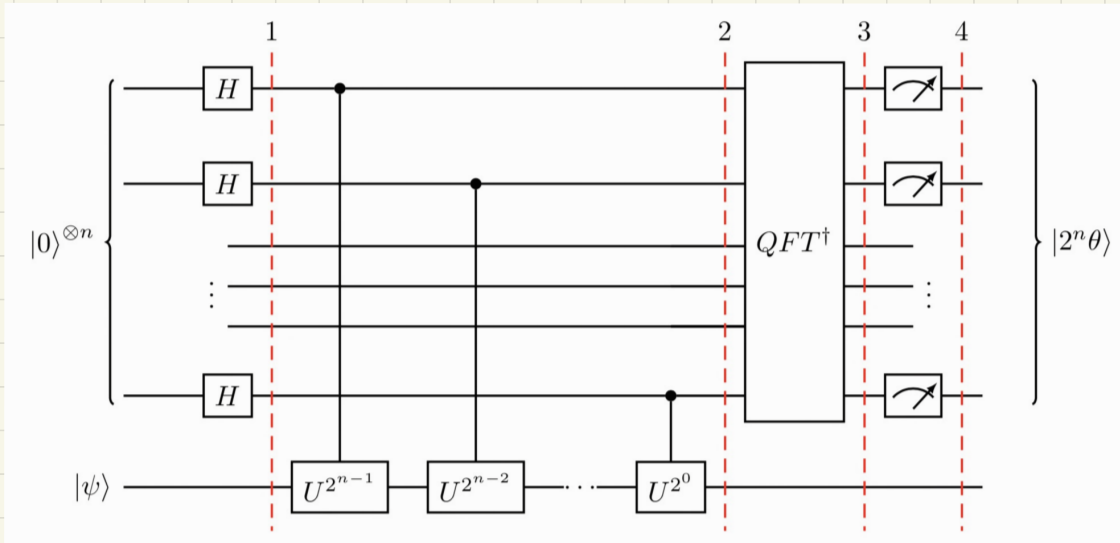 1 2 3 4
H
H
|0⟩^{⊗n} QFT^† |2^nθ⟩
⋮ ⋮
H
|ψ⟩ U^{2^{n-1}} U^{2^{n-2}} ··· U^{2^0}